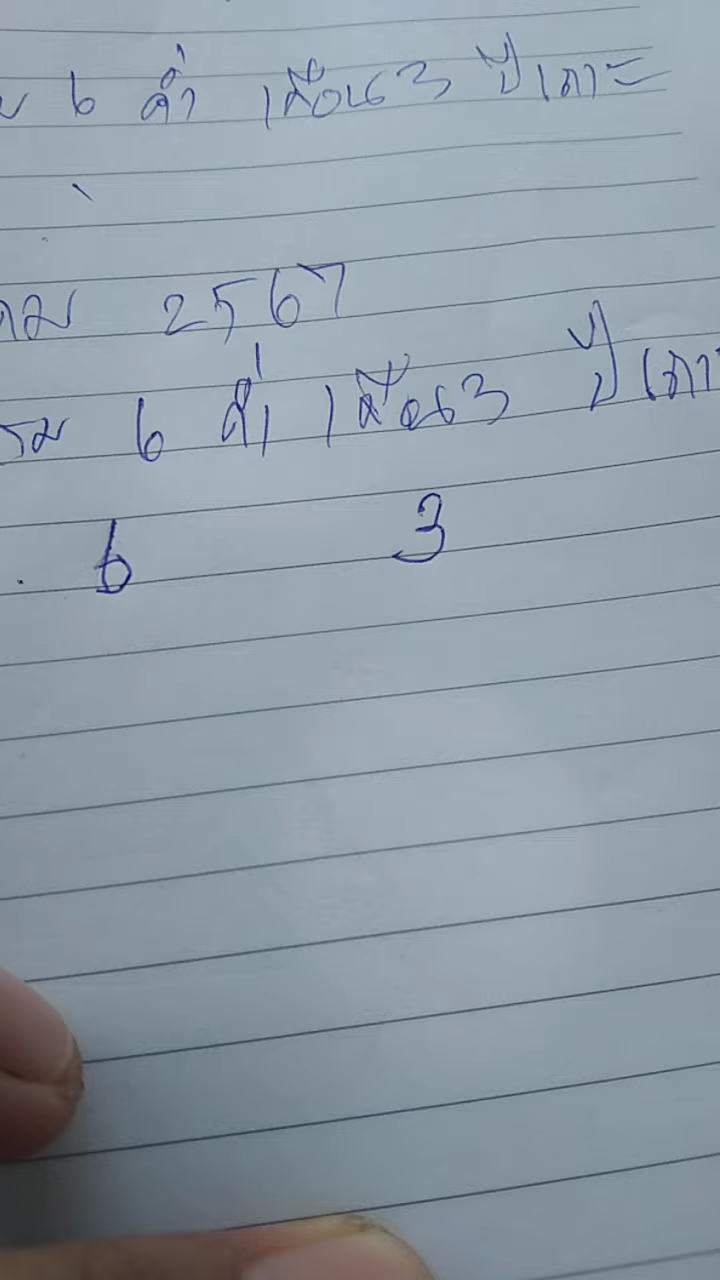 6 ค่ำ เดือน 3 ปีเถาะ
2567
6 ค่ำ เดือน 3 ปีเถา
6 3